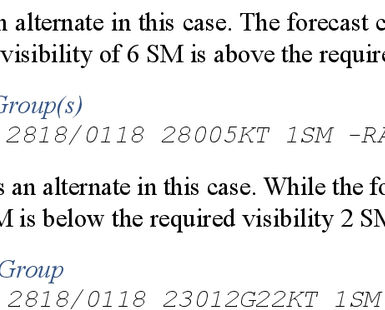 n alternate in this case. The forecast c
visibility of 6 SM is above the require
Group(s)
2818/0118 28005KT 1SM -RA
s an alternate in this case. While the fo
M is below the required visibility 2 SM
Group
2818/0118 23012G22KT 1SM